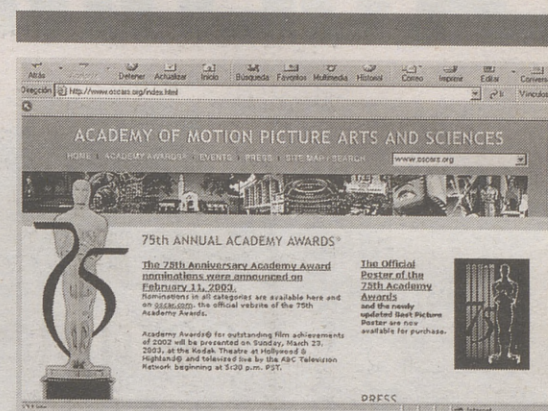 Atrás Detener Actualizar Inicio Búsqueda Favoritos Multimedia Historial Correo Imprimir Editar
Dirección http://www.oscars.org/index.html Ir Vínculos
ACADEMY OF MOTION PICTURE ARTS AND SCIENCES
HOME | ACADEMY AWARDS® | EVENTS | PRESS | SITE MAP / SEARCH www.oscars.org
75th ANNUAL ACADEMY AWARDS®
The 75th Anniversary Academy Award
nominations were announced on
February 11, 2003.
Nominations in all categories are available here and
on oscar.com, the official website of the 75th
Academy Awards.
Academy Awards® for outstanding film achievements
of 2002 will be presented on Sunday, March 23,
2003, at the Kodak Theatre at Hollywood &
Highland® and televised live by the ABC Television
Network beginning at 5:30 p.m. PST.
The Official
Poster of the
75th Academy
Awards
and the newly
updated Best Picture
Poster are now
available for purchase.
75
PRESS
Internet